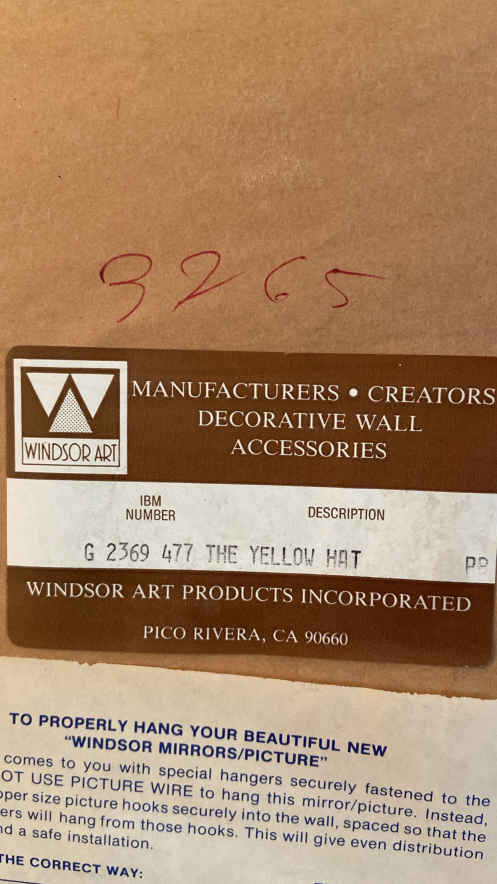 3265
WINDSOR ART
MANUFACTURERS • CREATORS
DECORATIVE WALL
ACCESSORIES
IBM
NUMBER
DESCRIPTION
G 2369 477 THE YELLOW HAT
WINDSOR ART PRODUCTS INCORPORATED
PICO RIVERA, CA 90660
TO PROPERLY HANG YOUR BEAUTIFUL NEW
"WINDSOR MIRRORS/PICTURE"
comes to you with special hangers securely fastened to the
OT USE PICTURE WIRE to hang this mirror/picture. Instead,
oper size picture hooks securely into the wall, spaced so that the
ers will hang from those hooks. This will give even distribution
nd a safe installation.
THE CORRECT WAY: